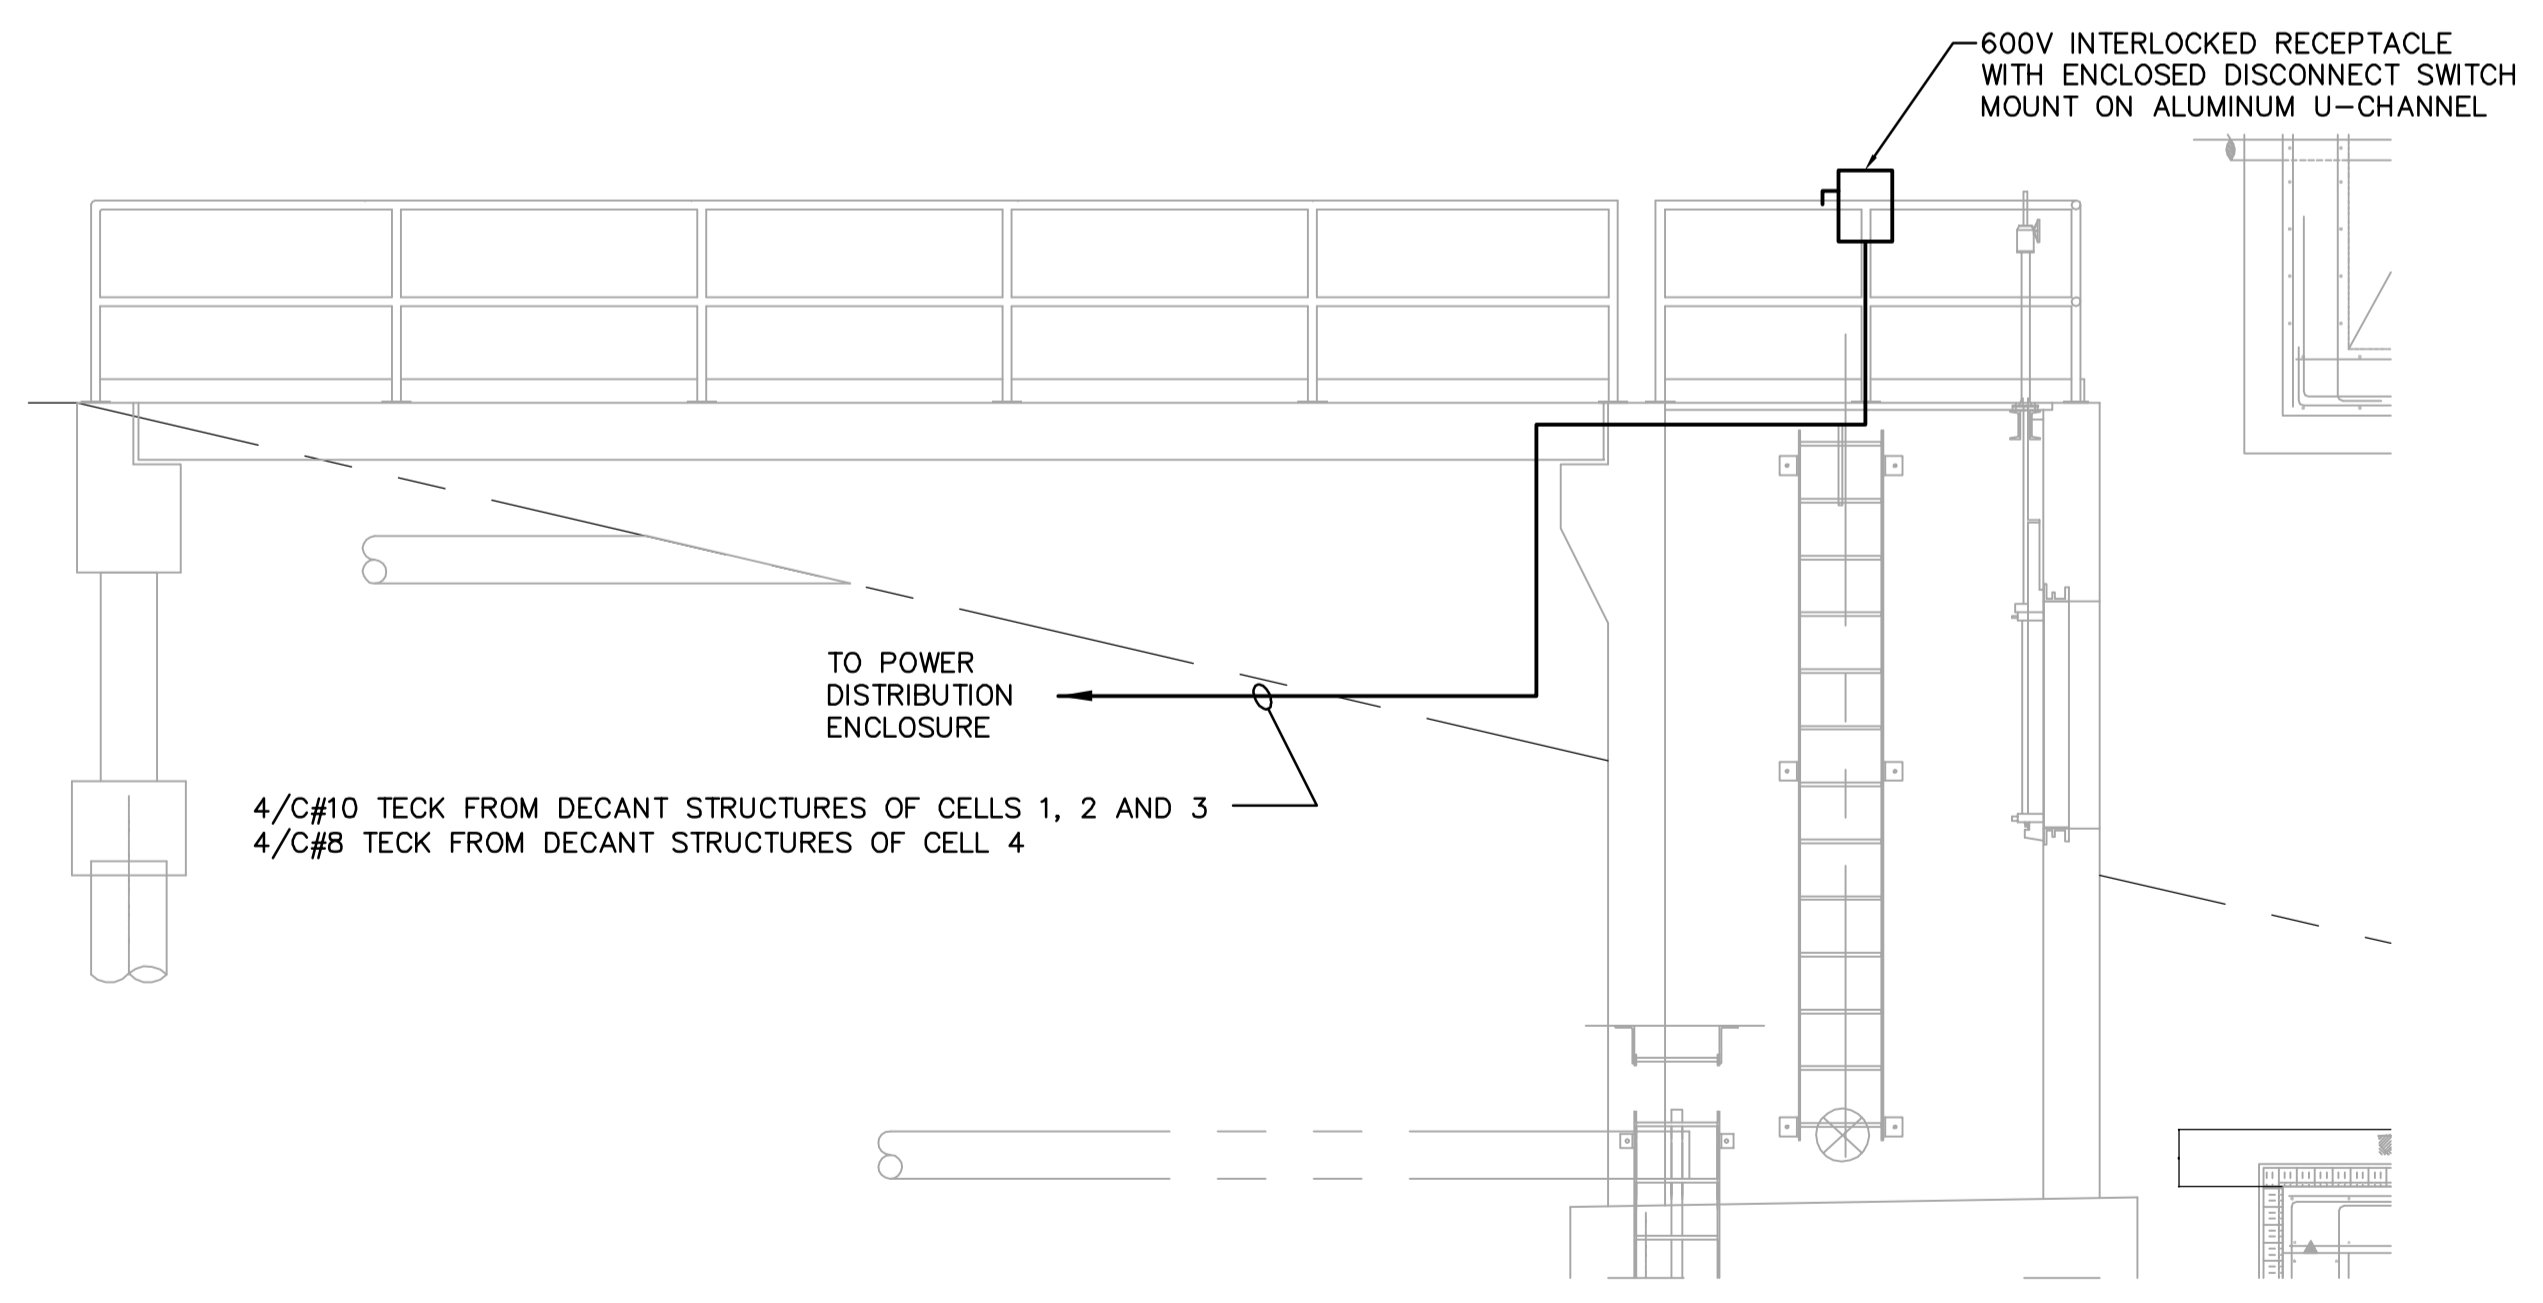 600V INTERLOCKED RECEPTACLE
WITH ENCLOSED DISCONNECT SWITCH
MOUNT ON ALUMINUM U-CHANNEL
TO POWER
DISTRIBUTION
ENCLOSURE
4/C#10 TECK FROM DECANT STRUCTURES OF CELLS 1, 2 AND 3
4/C#8 TECK FROM DECANT STRUCTURES OF CELL 4